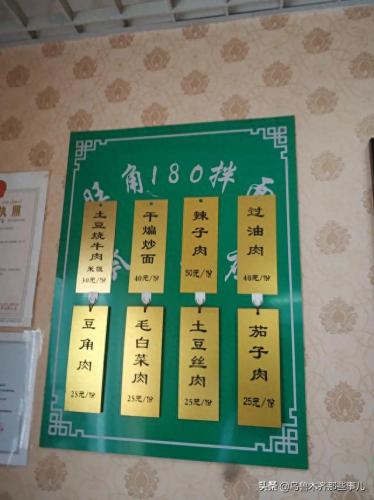 角180拌
土豆烧牛肉
米饭
30元/份
干煸炒面
40元/份
辣子肉
50元/份
过油肉
48元/份
豆角肉
25元/份
毛白菜肉
25元/份
土豆丝肉
25元/份
茄子肉
25元/份
执照
头条 @乌鲁木齐那些事儿